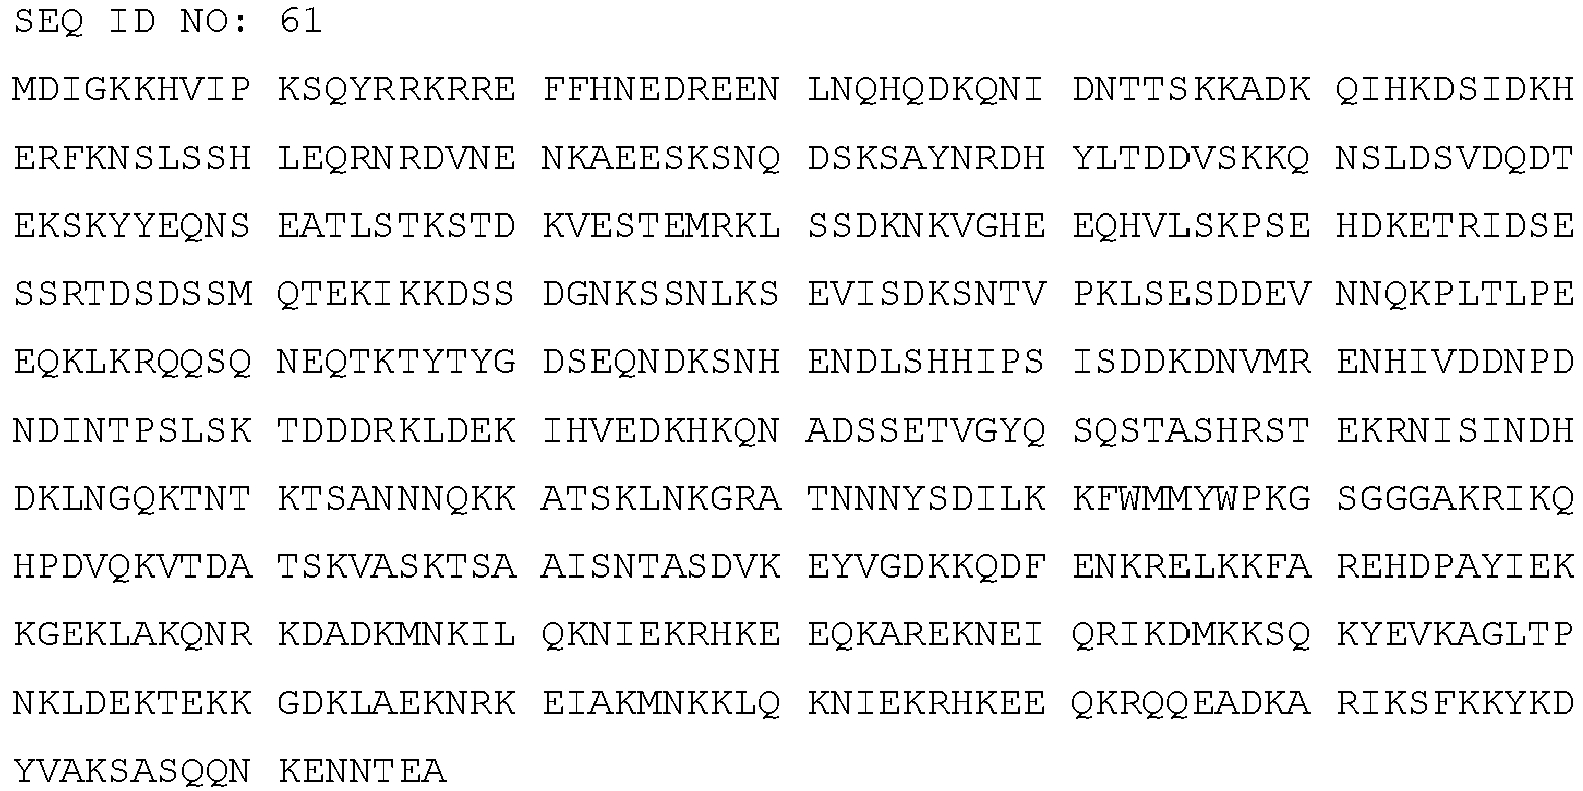 SEQ ID NO: 61
MDIGKKHVIP KSQYRRKRRE FFHNEDREEN LNQHQDKQNI DNTTSKKADK QIHKDSIDKH
ERFKNSLSSH LEQRNRDVNE NKAEESKSNQ DSKSAYNRDH YLTDDVSKKQ NSLDSVDQDT
EKSKYYEQNS EATLSTKSTD KVESTEMRKL SSDKNKVGHE EQHVLSKPSE HDKETRIDSE
SSRTDSDSSM QTEKIKKDSS DGNKSSNLKS EVISDKSNTV PKLSESDDEV NNQKPLTLPE
EQKLKRQQSQ NEQTKTYTYG DSEQNDKSNH ENDLSHHIPS ISDDKDNVMR ENHIVDDNPD
NDINTPSLSK TDDDRKLDEK IHVEDKHKQN ADSSETVGYQ SQSTASHRST EKRNISINDH
DKLNGQKTNT KTSANNNQKK ATSKLNKGRA TNNNYSDILK KFWMMYWPKG SGGGAKRIKQ
HPDVQKVTDA TSKVASKTSA AISNTASDVK EYVGDKKQDF ENKRELKKFA REHDPAYIEK
KGEKLAKQNR KDADKMNKIL QKNIEKRHKE EQKAREKNEI QRIKDMKKSQ KYEVKAGLTP
NKLDEKTEKK GDKLAEKNRK EIAKMNKKLQ KNIEKRHKEE QKRQQEADKA RIKSFKKYKD
YVAKSASQQN KENNTEA